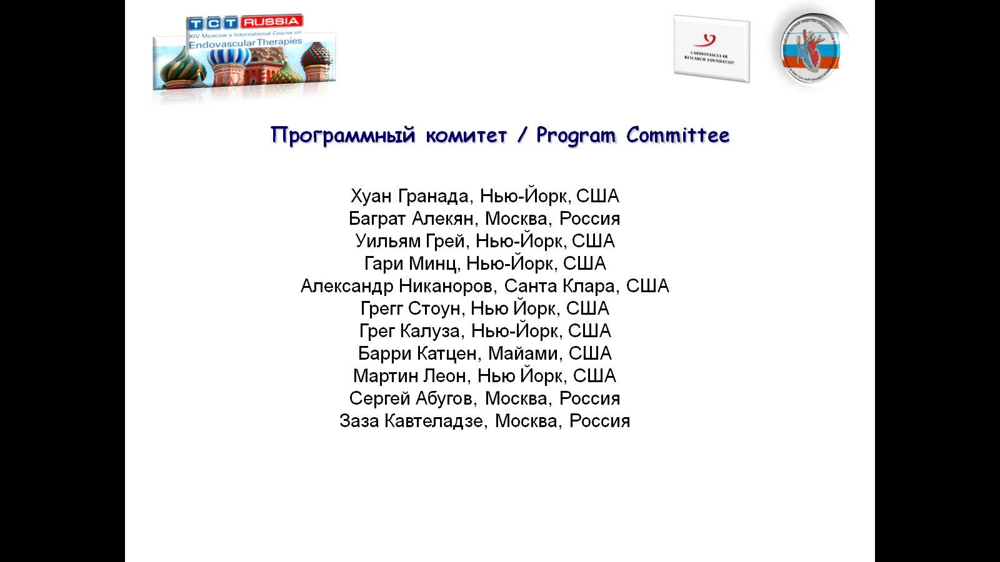 TCT RUSSIA
XIV Moscow's International Course on
Endovascular Therapies
CARDIOVASCULAR
RESEARCH FOUNDATIO
Программный комитет / Program Committee
Хуан Гранада, Нью-Йорк, США
Баграт Алекян, Москва, Россия
Уильям Грей, Нью-Йорк, США
Гари Минц, Нью-Йорк, США
Александр Никаноров, Санта Клара, США
Грегг Стоун, Нью Йорк, США
Грег Калуза, Нью-Йорк, США
Барри Катцен, Майами, США
Мартин Леон, Нью Йорк, США
Сергей Абугов, Москва, Россия
Заза Кавтеладзе, Москва, Россия